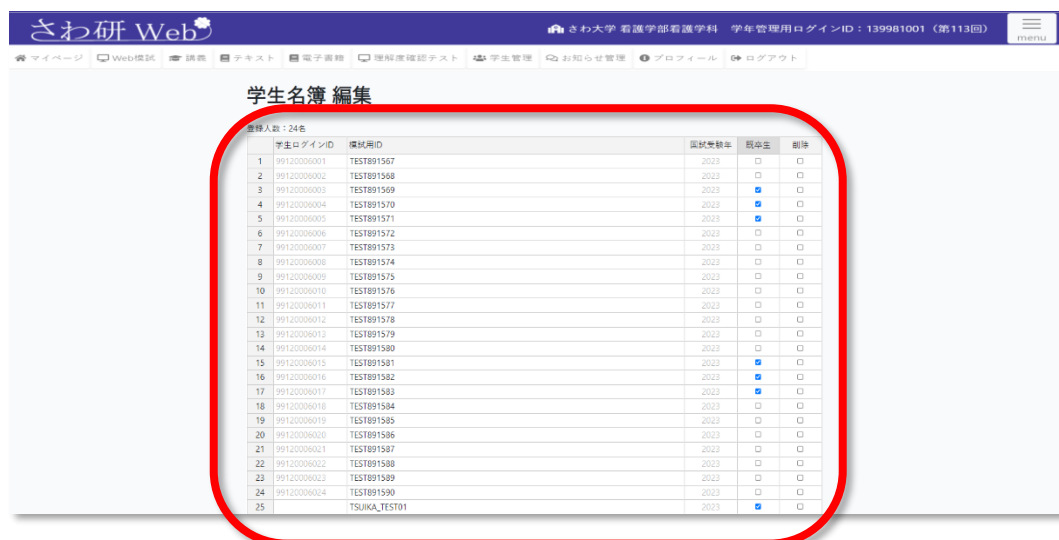 さわ研 Web
さわ大学 看護学部看護学科 学年管理用ログインID：139981001（第113回）
menu
マイページ Web模試 講義 テキスト 電子書籍 理解度確認テスト 学生管理 お知らせ管理 プロフィール ログアウト
学生名簿 編集
登録人数：24名
学生ログインID 模試用ID 国試受験年 既卒生 削除
1 99120006001 TEST891567 2023
2 99120006002 TEST891568 2023
3 99120006003 TEST891569 2023
4 99120006004 TEST891570 2023
5 99120006005 TEST891571 2023
6 99120006006 TEST891572 2023
7 99120006007 TEST891573 2023
8 99120006008 TEST891574 2023
9 99120006009 TEST891575 2023
10 99120006010 TEST891576 2023
11 99120006011 TEST891577 2023
12 99120006012 TEST891578 2023
13 99120006013 TEST891579 2023
14 99120006014 TEST891580 2023
15 99120006015 TEST891581 2023
16 99120006016 TEST891582 2023
17 99120006017 TEST891583 2023
18 99120006018 TEST891584 2023
19 99120006019 TEST891585 2023
20 99120006020 TEST891586 2023
21 99120006021 TEST891587 2023
22 99120006022 TEST891588 2023
23 99120006023 TEST891589 2023
24 99120006024 TEST891590 2023
25 TSUIKA_TEST01 2023